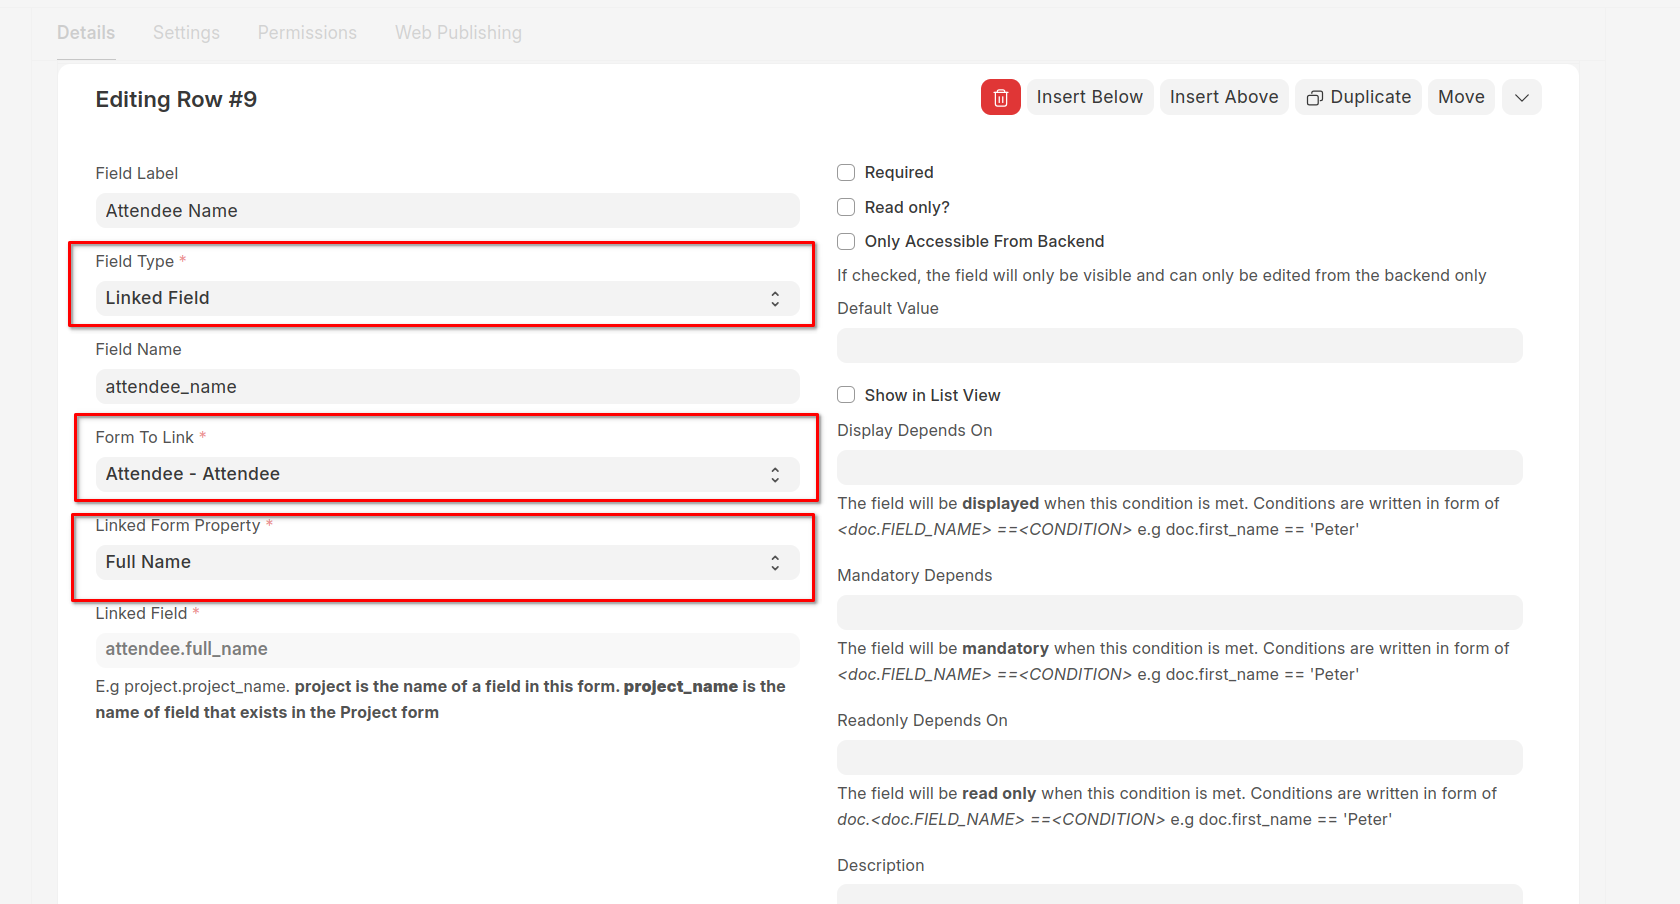 Details Settings Permissions Web Publishing
Editing Row #9
Insert Below Insert Above Duplicate Move
Field Label
Attendee Name
Field Type *
Linked Field
Field Name
attendee_name
Form To Link *
Attendee - Attendee
Linked Form Property *
Full Name
Linked Field *
attendee.full_name
E.g project.project_name. project is the name of a field in this form. project_name is the
name of field that exists in the Project form
Required
Read only?
Only Accessible From Backend
If checked, the field will only be visible and can only be edited from the backend only
Default Value
Show in List View
Display Depends On
The field will be displayed when this condition is met. Conditions are written in form of
<doc.FIELD_NAME> ==<CONDITION> e.g doc.first_name == 'Peter'
Mandatory Depends
The field will be mandatory when this condition is met. Conditions are written in form of
<doc.FIELD_NAME> ==<CONDITION> e.g doc.first_name == 'Peter'
Readonly Depends On
The field will be read only when this condition is met. Conditions are written in form of
doc.<doc.FIELD_NAME> ==<CONDITION> e.g doc.first_name == 'Peter'
Description